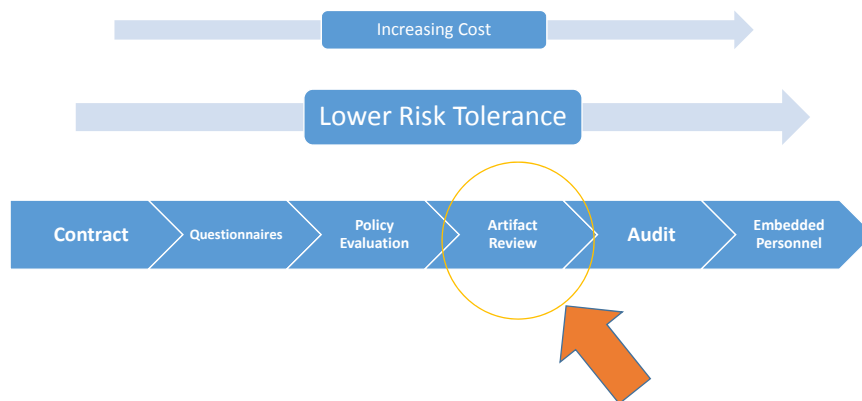 Increasing Cost
Lower Risk Tolerance
Contract
Questionnaires
Policy
Evaluation
Artifact
Review
Audit
Embedded
Personnel